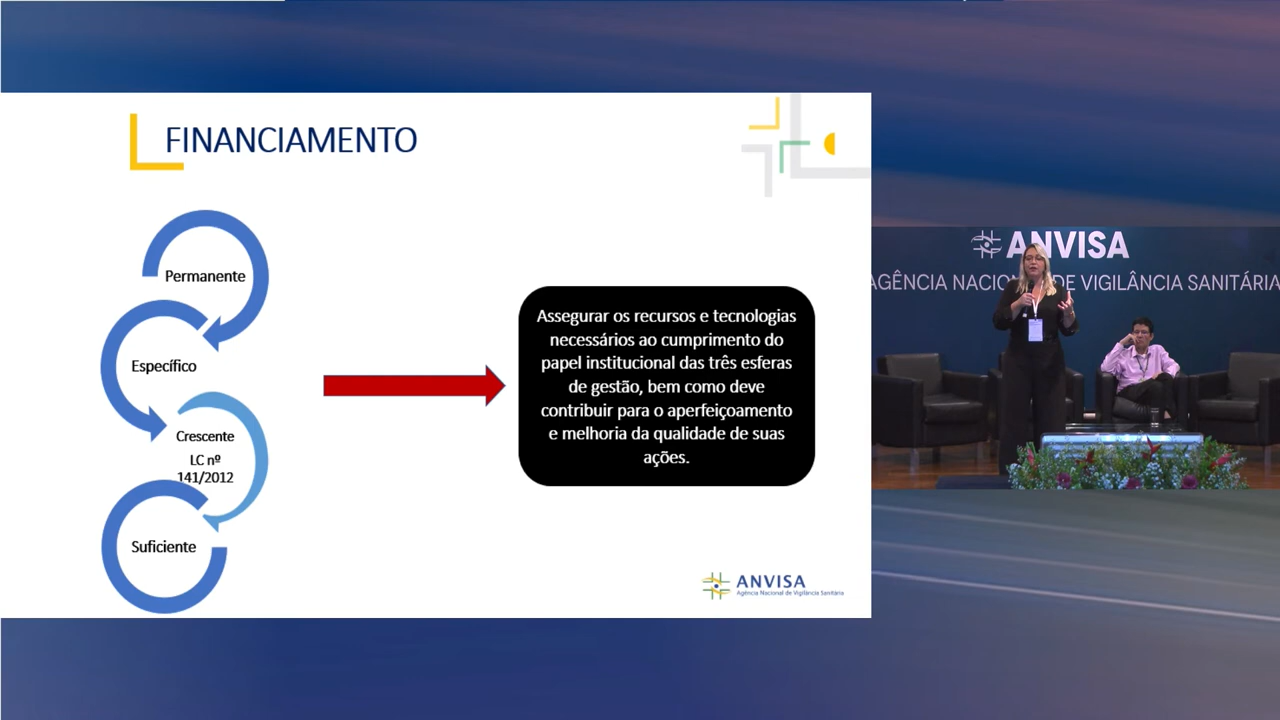 FINANCIAMENTO
Permanente
Específico
Crescente
LC nº
141/2012
Suficiente
Assegurar os recursos e tecnologias
necessários ao cumprimento do
papel institucional das três esferas
de gestão, bem como deve
contribuir para o aperfeiçoamento
e melhoria da qualidade de suas
ações.
ANVISA
Agência Nacional de Vigilância Sanitária
ANVISA
AGÊNCIA NACIONAL DE VIGILÂNCIA SANITÁRIA